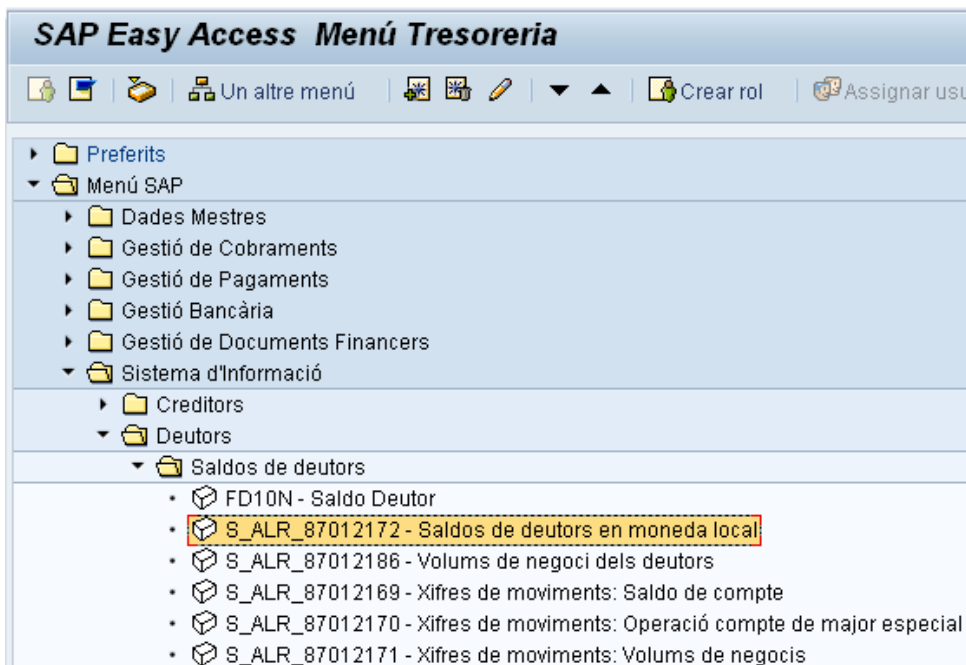 SAP Easy Access Menú Tresoreria
Un altre menú Crear rol Assignar usu
Preferits
Menú SAP
Dades Mestres
Gestió de Cobraments
Gestió de Pagaments
Gestió Bancària
Gestió de Documents Financers
Sistema d'Informació
Creditors
Deutors
Saldos de deutors
FD10N - Saldo Deutor
S_ALR_87012172 - Saldos de deutors en moneda local
S_ALR_87012186 - Volums de negoci dels deutors
S_ALR_87012169 - Xifres de moviments: Saldo de compte
S_ALR_87012170 - Xifres de moviments: Operació compte de major especial
S_ALR_87012171 - Xifres de moviments: Volums de negocis